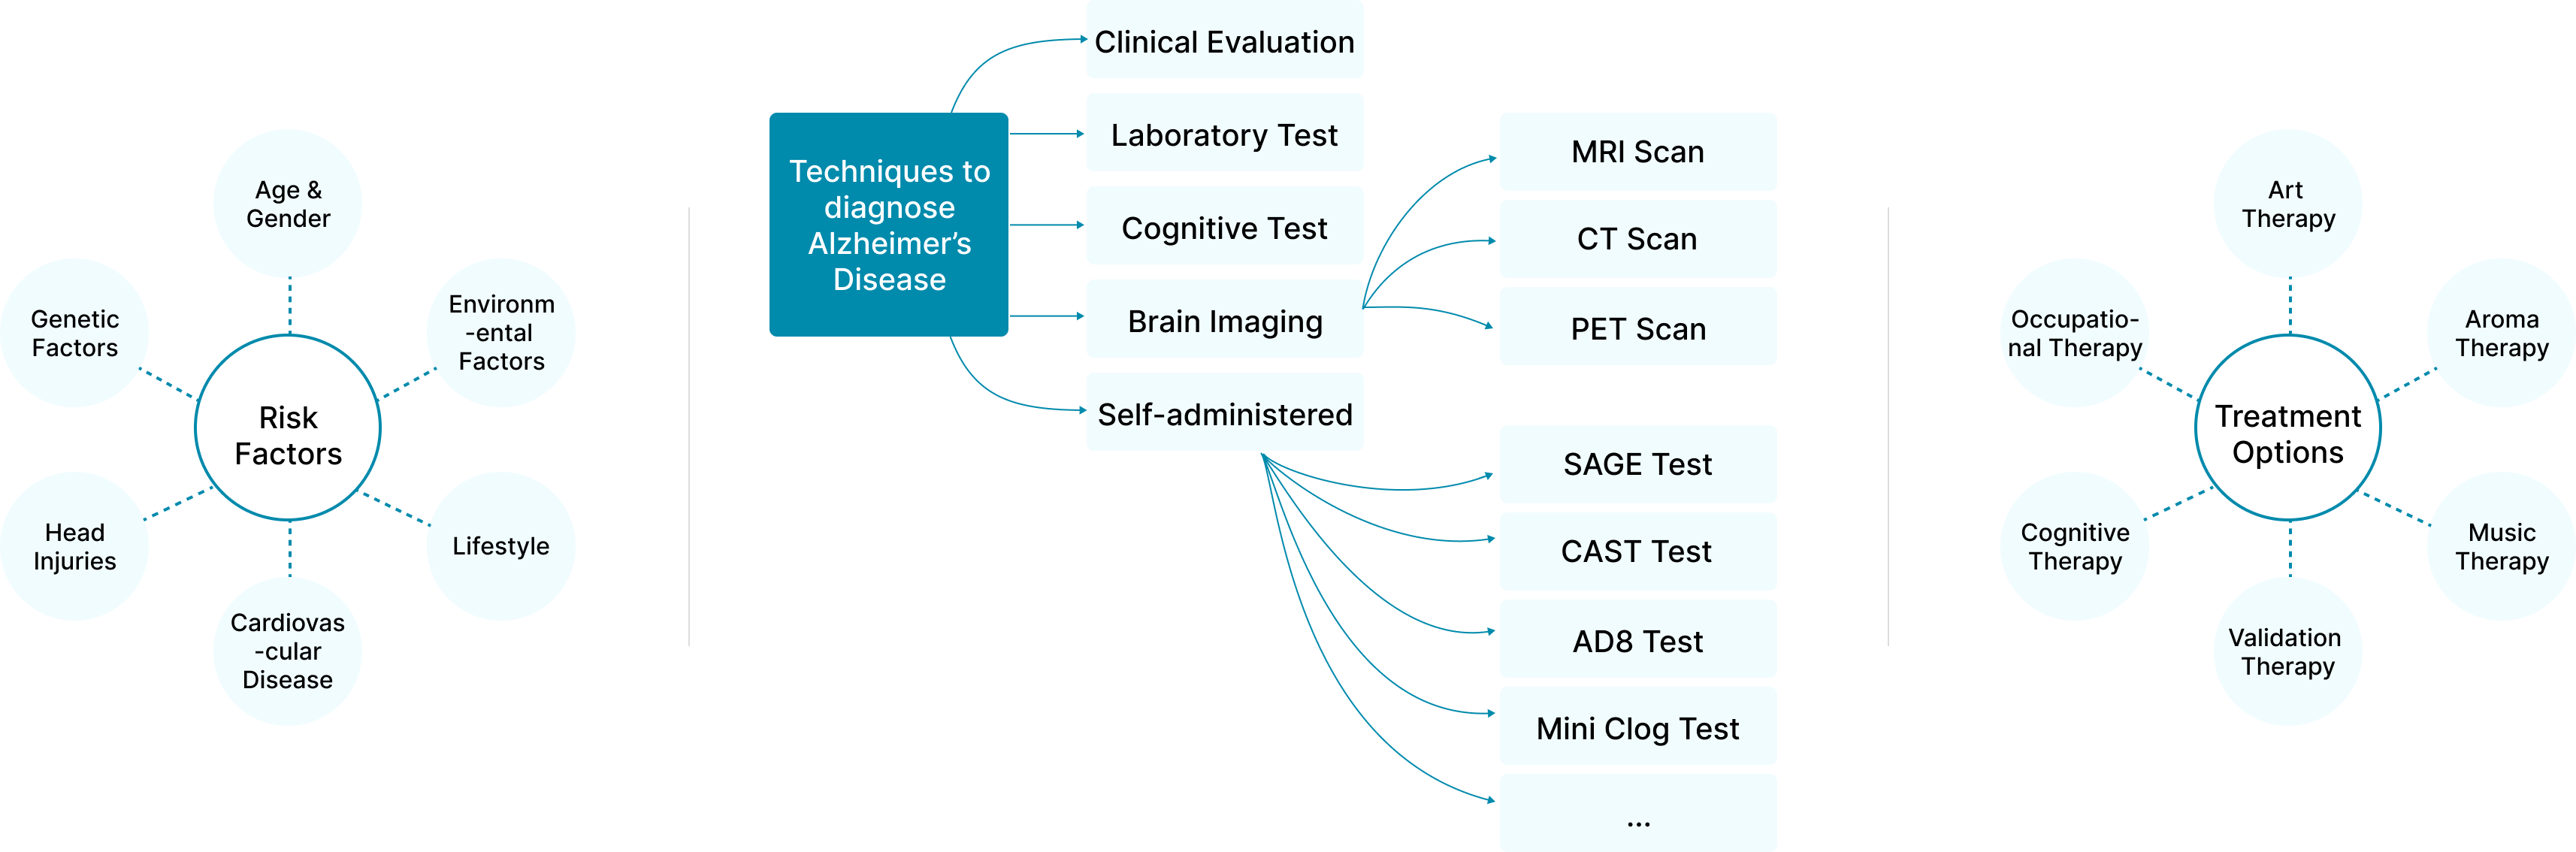 Age &
Gender
Environm
-ental
Factors
Lifestyle
Cardiovas
-cular
Disease
Head
Injuries
Genetic
Factors
Risk
Factors
Techniques to
diagnose
Alzheimer’s
Disease
Clinical Evaluation
Laboratory Test
Cognitive Test
Brain Imaging
Self-administered
MRI Scan
CT Scan
PET Scan
SAGE Test
CAST Test
AD8 Test
Mini Clog Test
...
Art
Therapy
Aroma
Therapy
Music
Therapy
Validation
Therapy
Cognitive
Therapy
Occupatio-
nal Therapy
Treatment
Options